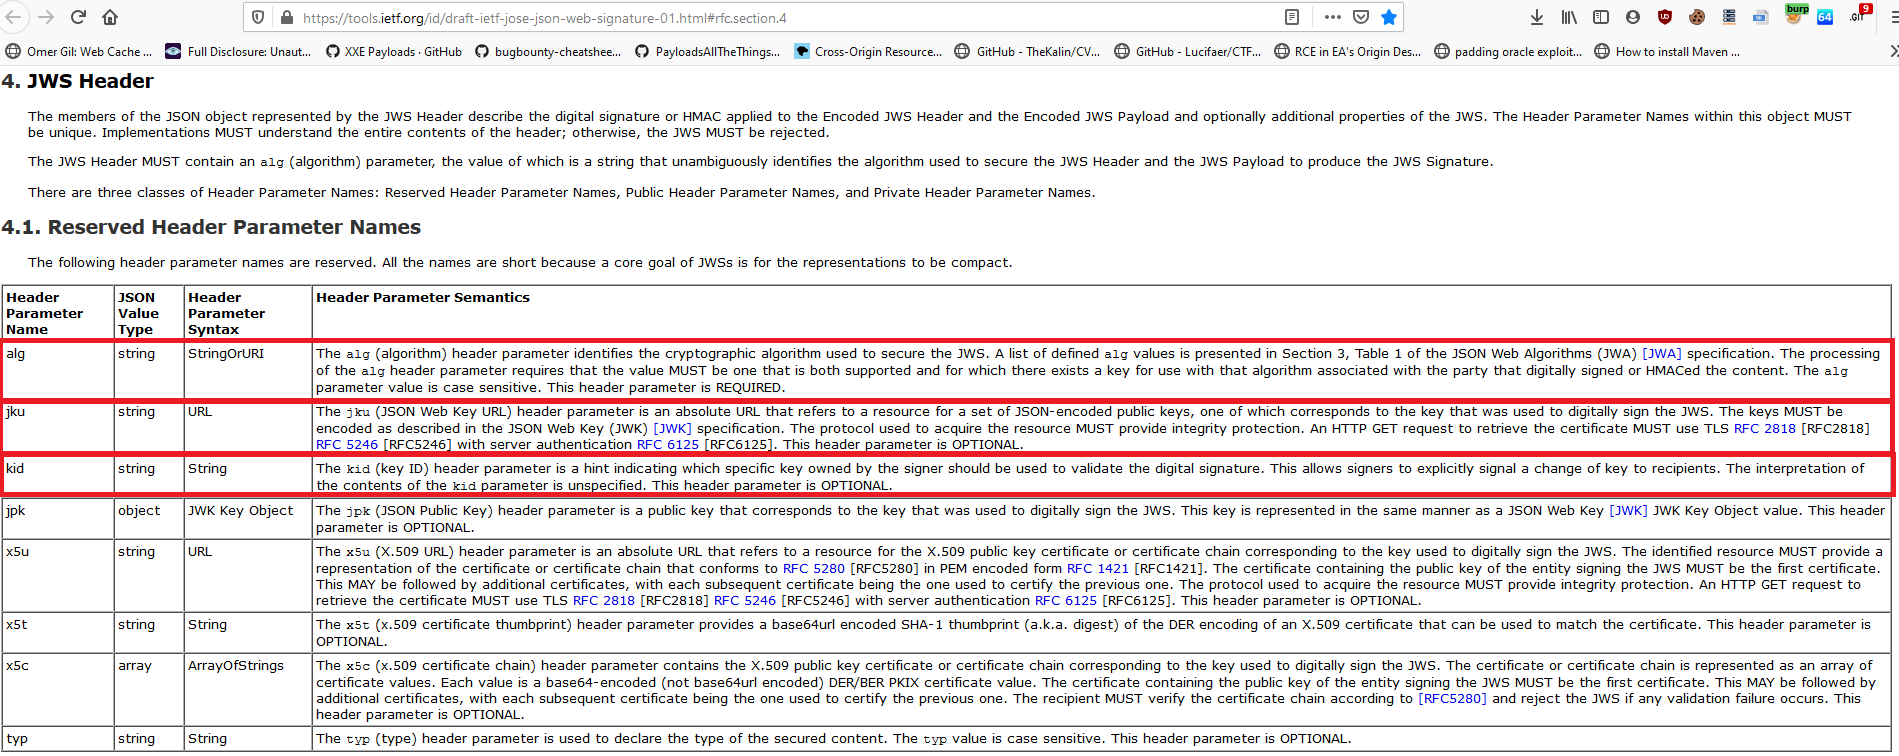 https://tools.ietf.org/id/draft-ietf-jose-json-web-signature-01.html#rfc.section.4
burp
64
.GIT
9
Omer Gil: Web Cache ...
Full Disclosure: Unaut...
XXE Payloads · GitHub
bugbounty-cheatshee...
PayloadsAllTheThings...
Cross-Origin Resource...
GitHub - TheKalin/CV...
GitHub - Lucifaer/CTF...
RCE in EA's Origin Des...
padding oracle exploit...
How to install Maven ...
4. JWS Header
The members of the JSON object represented by the JWS Header describe the digital signature or HMAC applied to the Encoded JWS Header and the Encoded JWS Payload and optionally additional properties of the JWS. The Header Parameter Names within this object MUST
be unique. Implementations MUST understand the entire contents of the header; otherwise, the JWS MUST be rejected.
The JWS Header MUST contain an alg (algorithm) parameter, the value of which is a string that unambiguously identifies the algorithm used to secure the JWS Header and the JWS Payload to produce the JWS Signature.
There are three classes of Header Parameter Names: Reserved Header Parameter Names, Public Header Parameter Names, and Private Header Parameter Names.
4.1. Reserved Header Parameter Names
The following header parameter names are reserved. All the names are short because a core goal of JWSs is for the representations to be compact.
Header
Parameter
Name
JSON
Value
Type
Header
Parameter
Syntax
Header Parameter Semantics
alg
string
StringOrURI
The alg (algorithm) header parameter identifies the cryptographic algorithm used to secure the JWS. A list of defined alg values is presented in Section 3, Table 1 of the JSON Web Algorithms (JWA) [JWA] specification. The processing
of the alg header parameter requires that the value MUST be one that is both supported and for which there exists a key for use with that algorithm associated with the party that digitally signed or HMACed the content. The alg
parameter value is case sensitive. This header parameter is REQUIRED.
jku
string
URL
The jku (JSON Web Key URL) header parameter is an absolute URL that refers to a resource for a set of JSON-encoded public keys, one of which corresponds to the key that was used to digitally sign the JWS. The keys MUST be
encoded as described in the JSON Web Key (JWK) [JWK] specification. The protocol used to acquire the resource MUST provide integrity protection. An HTTP GET request to retrieve the certificate MUST use TLS RFC 2818 [RFC2818]
RFC 5246 [RFC5246] with server authentication RFC 6125 [RFC6125]. This header parameter is OPTIONAL.
kid
string
String
The kid (key ID) header parameter is a hint indicating which specific key owned by the signer should be used to validate the digital signature. This allows signers to explicitly signal a change of key to recipients. The interpretation of
the contents of the kid parameter is unspecified. This header parameter is OPTIONAL.
jpk
object
JWK Key Object
The jpk (JSON Public Key) header parameter is a public key that corresponds to the key that was used to digitally sign the JWS. This key is represented in the same manner as a JSON Web Key [JWK] JWK Key Object value. This header
parameter is OPTIONAL.
x5u
string
URL
The x5u (X.509 URL) header parameter is an absolute URL that refers to a resource for the X.509 public key certificate or certificate chain corresponding to the key used to digitally sign the JWS. The identified resource MUST provide a
representation of the certificate or certificate chain that conforms to RFC 5280 [RFC5280] in PEM encoded form RFC 1421 [RFC1421]. The certificate containing the public key of the entity signing the JWS MUST be the first certificate.
This MAY be followed by additional certificates, with each subsequent certificate being the one used to certify the previous one. The protocol used to acquire the resource MUST provide integrity protection. An HTTP GET request to
retrieve the certificate MUST use TLS RFC 2818 [RFC2818] RFC 5246 [RFC5246] with server authentication RFC 6125 [RFC6125]. This header parameter is OPTIONAL.
x5t
string
String
The x5t (x.509 certificate thumbprint) header parameter provides a base64url encoded SHA-1 thumbprint (a.k.a. digest) of the DER encoding of an X.509 certificate that can be used to match the certificate. This header parameter is
OPTIONAL.
x5c
array
ArrayOfStrings
The x5c (x.509 certificate chain) header parameter contains the X.509 public key certificate or certificate chain corresponding to the key used to digitally sign the JWS. The certificate or certificate chain is represented as an array of
certificate values. Each value is a base64-encoded (not base64url encoded) DER/BER PKIX certificate value. The certificate containing the public key of the entity signing the JWS MUST be the first certificate. This MAY be followed by
additional certificates, with each subsequent certificate being the one used to certify the previous one. The recipient MUST verify the certificate chain according to [RFC5280] and reject the JWS if any validation failure occurs. This
header parameter is OPTIONAL.
typ
string
String
The typ (type) header parameter is used to declare the type of the secured content. The typ value is case sensitive. This header parameter is OPTIONAL.